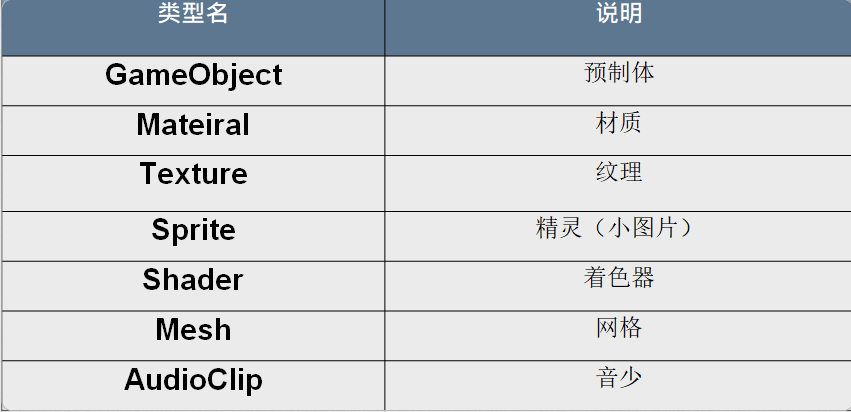 类型名 说明
GameObject 预制体
Mateiral 材质
Texture 纹理
Sprite 精灵（小图片）
Shader 着色器
Mesh 网格
AudioClip 音少